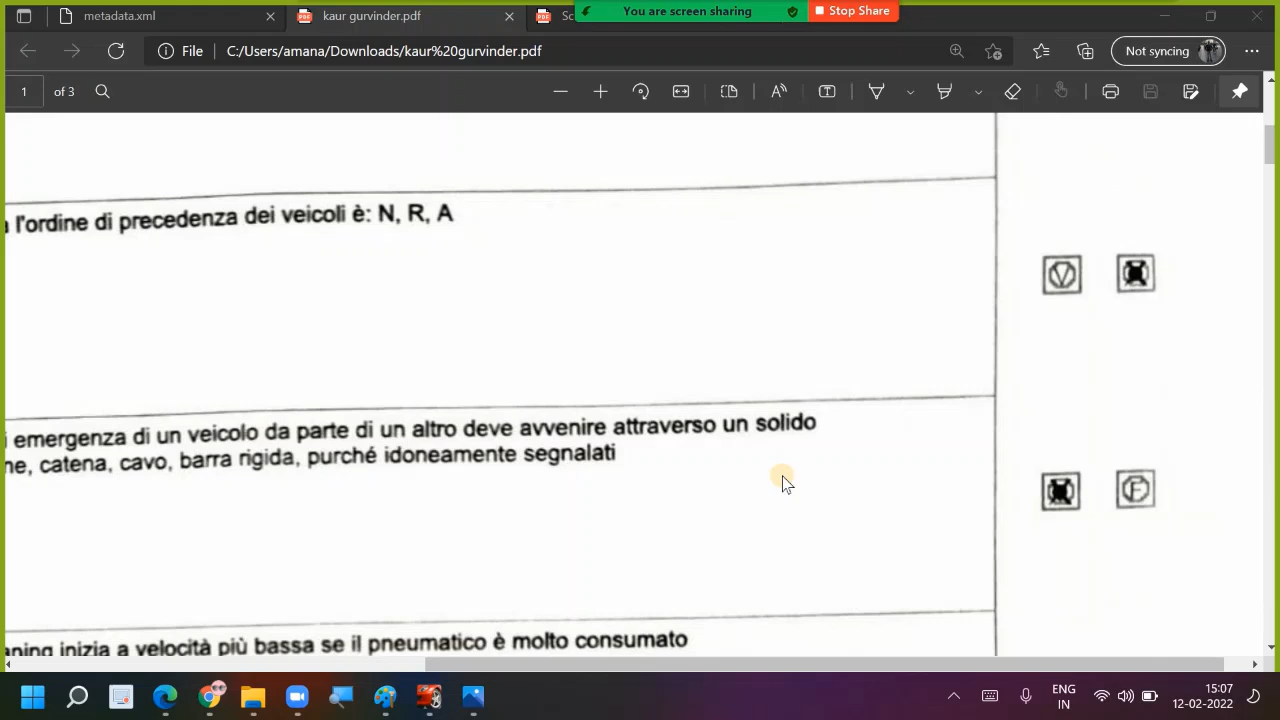 metadata.xml
kaur gurvinder.pdf
Sc
You are screen sharing
Stop Share
File
C:/Users/amana/Downloads/kaur%20gurvinder.pdf
Not syncing
1 of 3
l'ordine di precedenza dei veicoli è: N, R, A
V
emergenza di un veicolo da parte di un altro deve avvenire attraverso un solido
ne, catena, cavo, barra rigida, purché idoneamente segnalati
F
aning inizia a velocità più bassa se il pneumatico è molto consumato
ENG
IN
15:07
12-02-2022